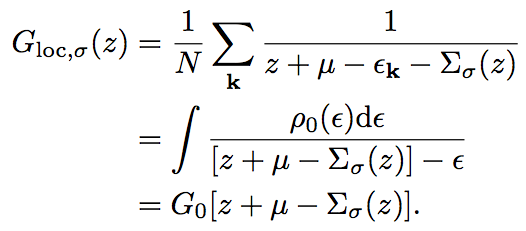 G_{\mathrm{loc},\sigma}(z) = \frac{1}{N} \sum_{\mathbf{k}} \frac{1}{z + \mu - \epsilon_{\mathbf{k}} - \Sigma_{\sigma}(z)}
= \int \frac{\rho_0(\epsilon)\mathrm{d}\epsilon}{[z + \mu - \Sigma_{\sigma}(z)] - \epsilon}
= G_0[z + \mu - \Sigma_{\sigma}(z)].